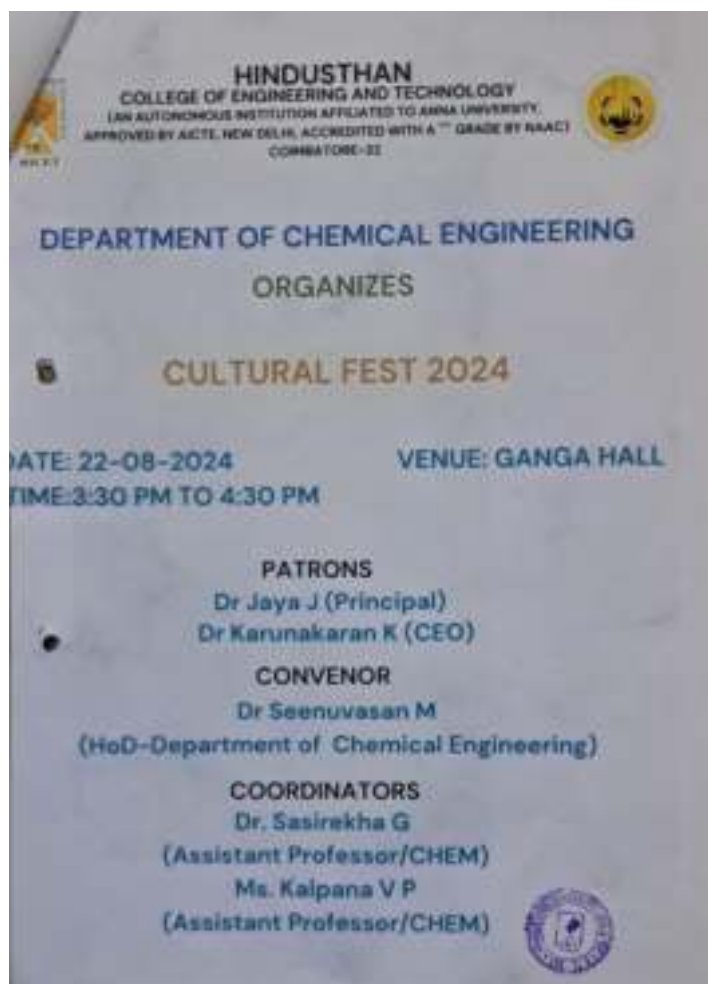 HINDUSTHAN
COLLEGE OF ENGINEERING AND TECHNOLOGY
(AN AUTONOMOUS INSTITUTION AFFILIATED TO ANNA UNIVERSITY,
APPROVED BY AICTE, NEW DELHI, ACCREDITED WITH A "" GRADE BY NAAC)
COIMBATORE-32
DEPARTMENT OF CHEMICAL ENGINEERING
ORGANIZES
CULTURAL FEST 2024
DATE: 22-08-2024
VENUE: GANGA HALL
TIME:3:30 PM TO 4:30 PM
PATRONS
Dr Jaya J (Principal)
Dr Karunakaran K (CEO)
CONVENOR
Dr Seenuvasan M
(HoD-Department of Chemical Engineering)
COORDINATORS
Dr. Sasirekha G
(Assistant Professor/CHEM)
Ms. Kalpana V P
(Assistant Professor/CHEM)